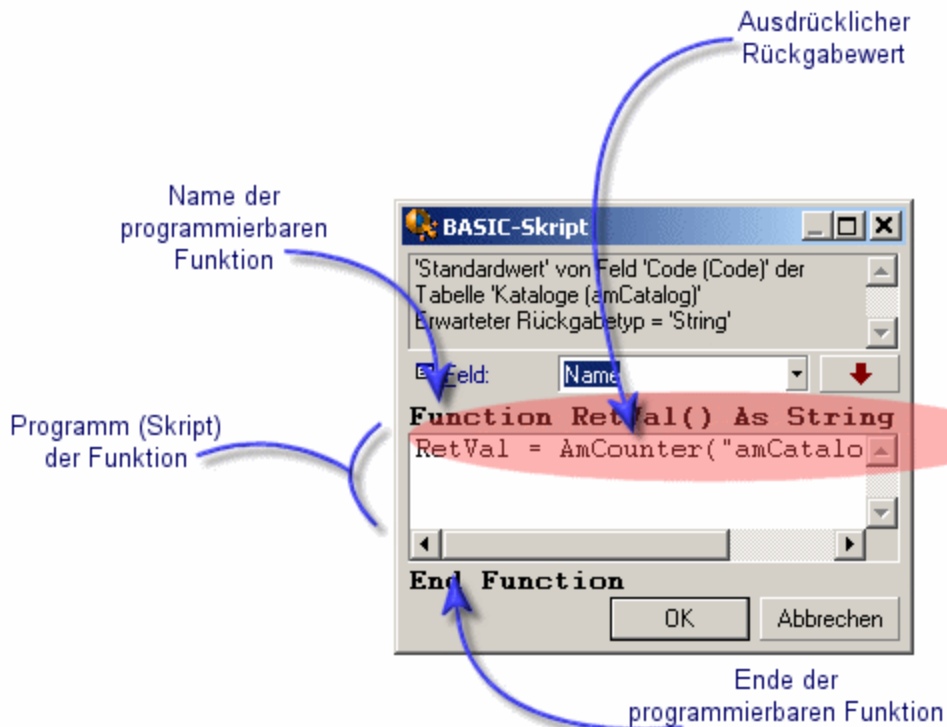 Ausdrücklicher
Rückgabewert
Name der
programmierbaren
Funktion
BASIC-Skript
'Standardwert' von Feld 'Code (Code)' der
Tabelle 'Kataloge (amCatalog)'
Erwarteter Rückgabetyp = 'String'
Feld:
Name
Programm (Skript)
der Funktion
Function RetVal() As String
RetVal = AmCounter("amCatalo
End Function
OK
Abbrechen
Ende der
programmierbaren Funktion